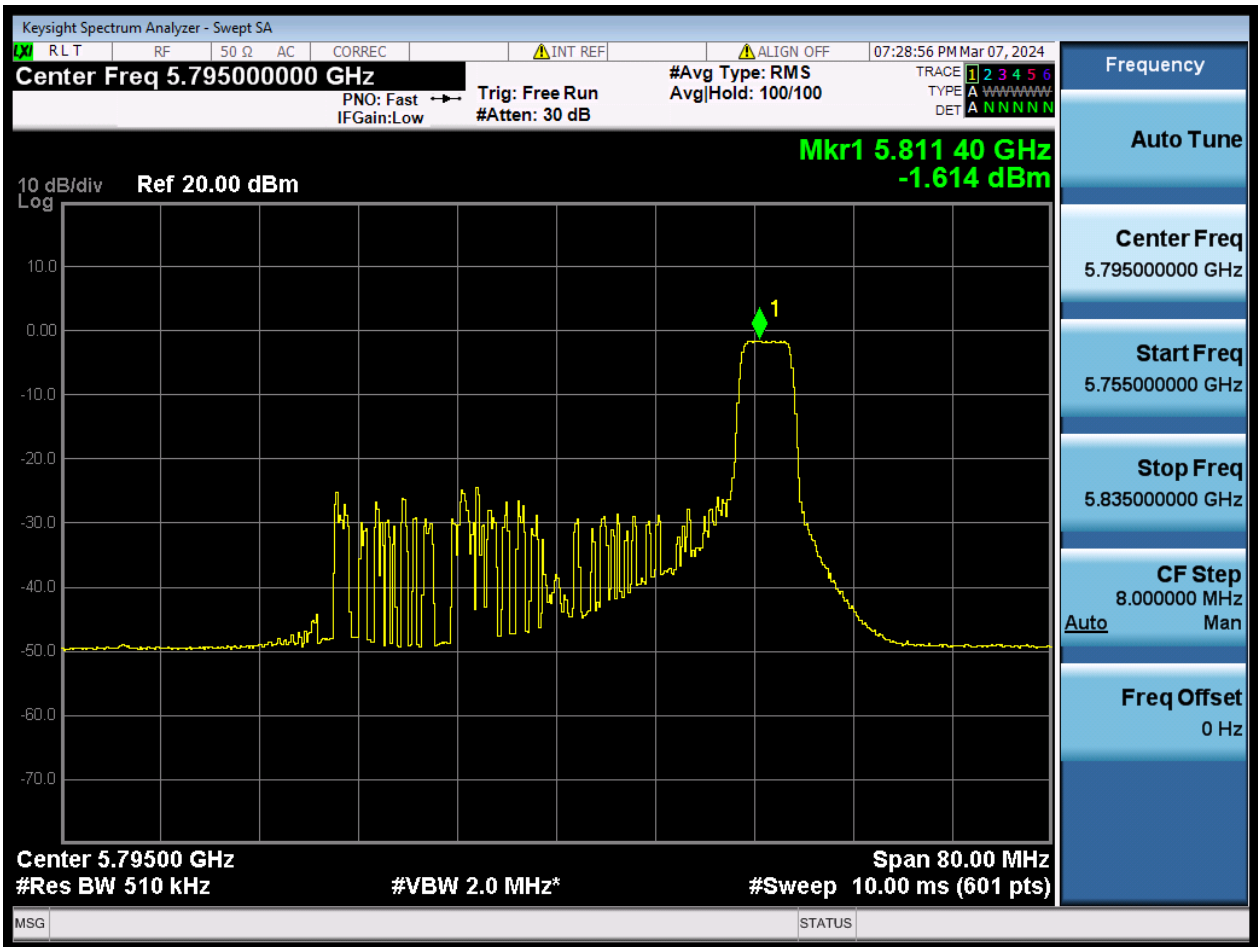 Keysight Spectrum Analyzer - Swept SA
LXI RLT RF 50 Ω AC CORREC INT REF ALIGN OFF 07:28:56 PM Mar 07, 2024
Center Freq 5.795000000 GHz
PNO: Fast
IFGain:Low
Trig: Free Run
#Atten: 30 dB
#Avg Type: RMS
Avg|Hold: 100/100
TRACE 1 2 3 4 5 6
TYPE A WWWWW
DET A N N N N N
Mkr1 5.811 40 GHz
-1.614 dBm
10 dB/div Ref 20.00 dBm
Log
10.0
0.00
-10.0
-20.0
-30.0
-40.0
-50.0
-60.0
-70.0
1
Center 5.79500 GHz Span 80.00 MHz
#Res BW 510 kHz #VBW 2.0 MHz* #Sweep 10.00 ms (601 pts)
MSG STATUS
Frequency
Auto Tune
Center Freq
5.795000000 GHz
Start Freq
5.755000000 GHz
Stop Freq
5.835000000 GHz
CF Step
8.000000 MHz
Auto Man
Freq Offset
0 Hz